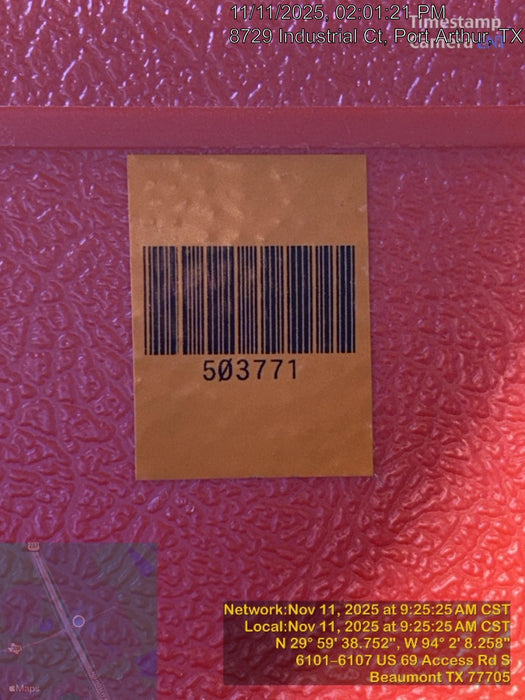 11/11/2025, 02:01:21 PM
Timestamp
8729 Industrial Ct, Port Arthur, TX
Camera
503771
Maps
Network:Nov 11, 2025 at 9:25:25 AM CST
Local:Nov 11, 2025 at 9:25:25 AM CST
N 29° 59' 38.752", W 94° 2' 8.258"
6101–6107 US 69 Access Rd S
Beaumont TX 77705